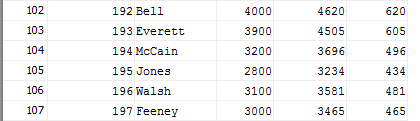 102 192 Bell 4000 4620 620
103 193 Everett 3900 4505 605
104 194 McCain 3200 3696 496
105 195 Jones 2800 3234 434
106 196 Walsh 3100 3581 481
107 197 Feeney 3000 3465 465